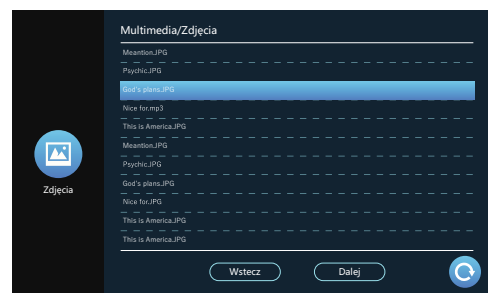 Multimedia/Zdjęcia
Meantion.JPG
Psychic.JPG
God's plans.JPG
Nice for.mp3
This is America.JPG
Meantion.JPG
Psychic.JPG
God's plans.JPG
Nice for.JPG
This is America.JPG
This is America.JPG
Zdjęcia
Wstecz
Dalej